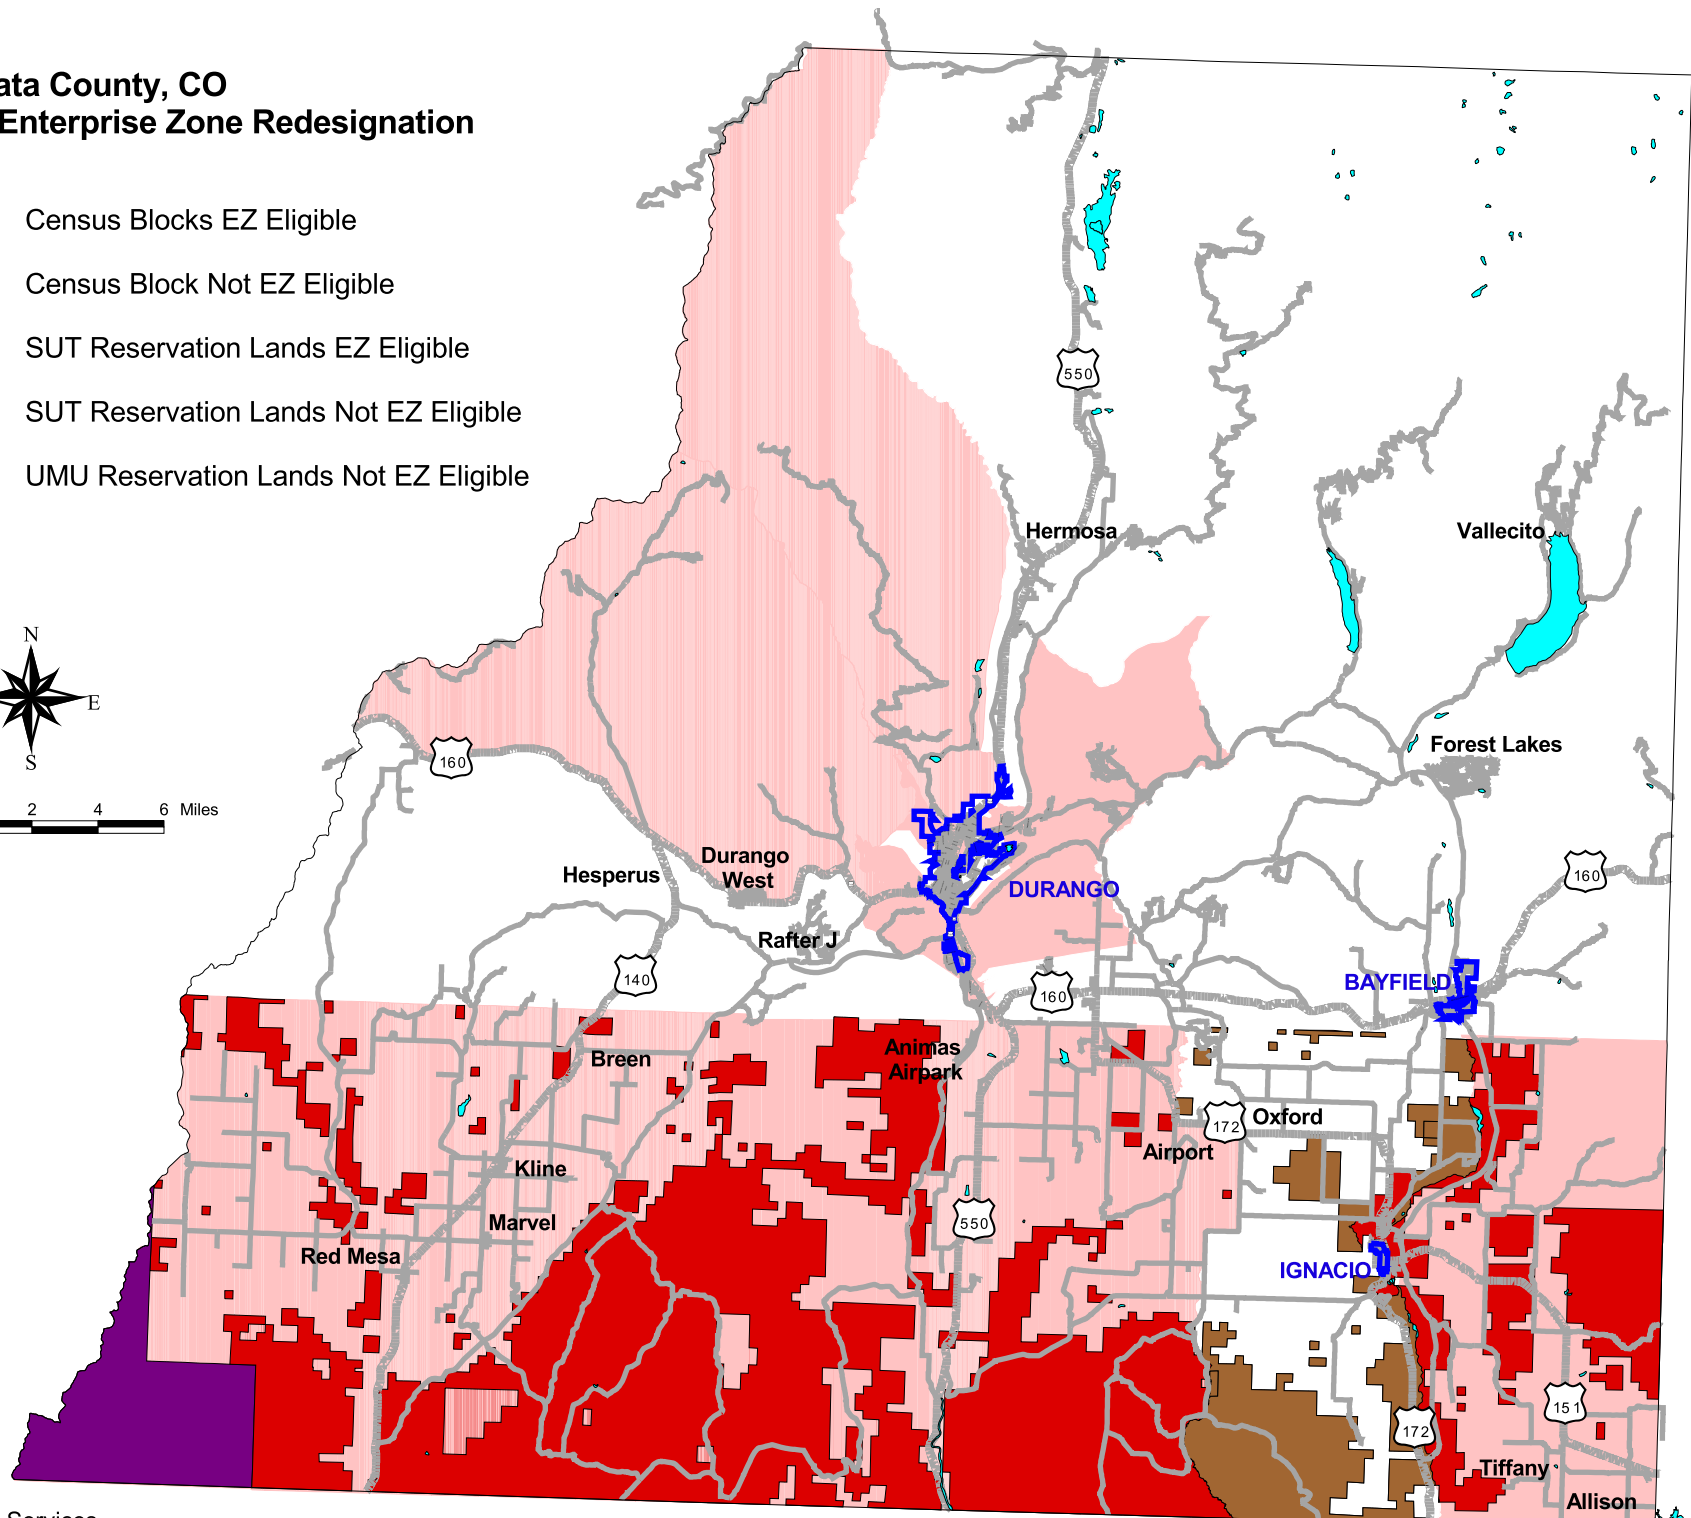 ata County, CO
Enterprise Zone Redesignation
Census Blocks EZ Eligible
Census Block Not EZ Eligible
SUT Reservation Lands EZ Eligible
SUT Reservation Lands Not EZ Eligible
UMU Reservation Lands Not EZ Eligible
550
Hermosa
Vallecito
N
E
S
2 4 6 Miles
160
Forest Lakes
Durango
West
Hesperus
160
DURANGO
Rafter J
140
160
BAYFIELD
Animas
Airpark
Breen
172
Oxford
Airport
Kline
Marvel
550
Red Mesa
IGNACIO
151
172
Tiffany
Allison
Services